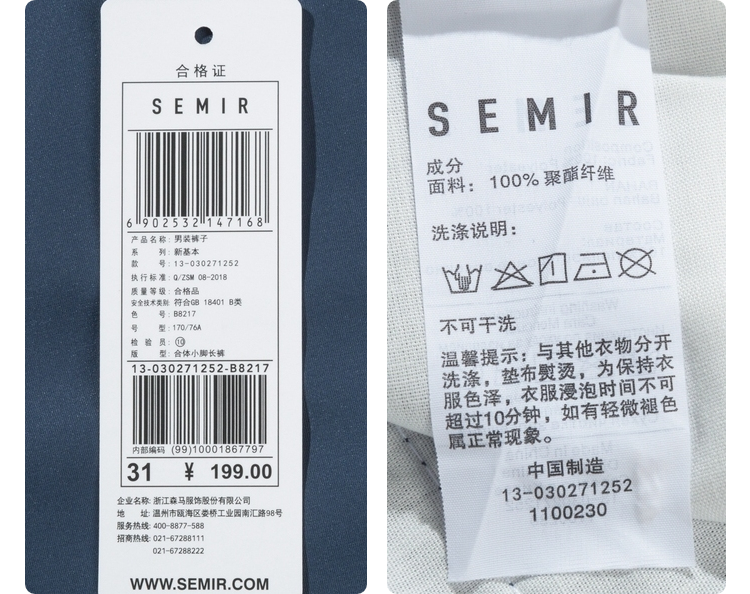 合格证
SEMIR
6 902532 147168
产品名称: 男装裤子
系 列: 新基本
款 号: 13-030271252
执行标准: Q/ZSM 08-2018
质量等级: 合格品
安全技术类别: 符合GB 18401 B类
色 号: B8217
号 型: 170/76A
检 验 员: ⑩
版 型: 合体小脚长裤
13-030271252-B8217
内部编码 (99)10001867797
31 ¥ 199.00
企业名称: 浙江森马服饰股份有限公司
地 址: 温州市瓯海区娄桥工业园南汇路98号
服务热线: 400-8877-588
招商热线: 021-67288111
021-67288222
WWW.SEMIR.COM
SEMIR
成分
面料: 100% 聚酯纤维
洗涤说明:
不可干洗
温馨提示: 与其他衣物分开
洗涤, 垫布熨烫, 为保持衣
服色泽, 衣服浸泡时间不可
超过10分钟, 如有轻微褪色
属正常现象。
中国制造
13-030271252
1100230